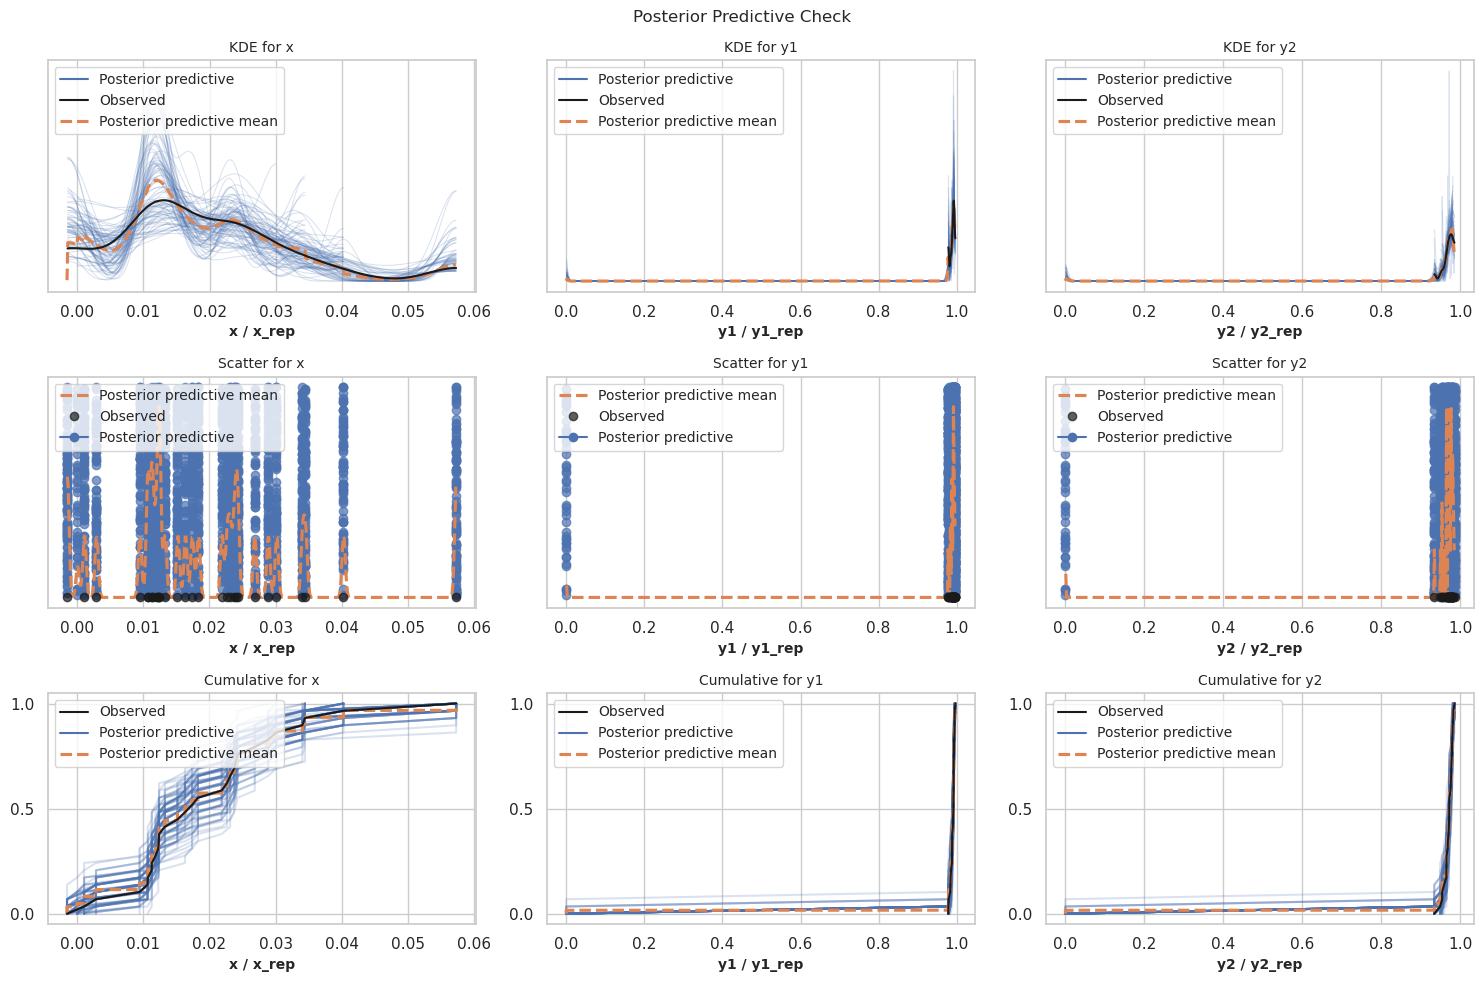 Posterior Predictive Check
KDE for x
Posterior predictive
Observed
Posterior predictive mean
0.00 0.01 0.02 0.03 0.04 0.05 0.06
x / x_rep
KDE for y1
Posterior predictive
Observed
Posterior predictive mean
0.0 0.2 0.4 0.6 0.8 1.0
y1 / y1_rep
KDE for y2
Posterior predictive
Observed
Posterior predictive mean
0.0 0.2 0.4 0.6 0.8 1.0
y2 / y2_rep
Scatter for x
Posterior predictive mean
Observed
Posterior predictive
0.00 0.01 0.02 0.03 0.04 0.05 0.06
x / x_rep
Scatter for y1
Posterior predictive mean
Observed
Posterior predictive
0.0 0.2 0.4 0.6 0.8 1.0
y1 / y1_rep
Scatter for y2
Posterior predictive mean
Observed
Posterior predictive
0.0 0.2 0.4 0.6 0.8 1.0
y2 / y2_rep
Cumulative for x
1.0
0.5
0.0
Observed
Posterior predictive
Posterior predictive mean
0.00 0.01 0.02 0.03 0.04 0.05 0.06
x / x_rep
Cumulative for y1
1.0
0.5
0.0
Observed
Posterior predictive
Posterior predictive mean
0.0 0.2 0.4 0.6 0.8 1.0
y1 / y1_rep
Cumulative for y2
1.0
0.5
0.0
Observed
Posterior predictive
Posterior predictive mean
0.0 0.2 0.4 0.6 0.8 1.0
y2 / y2_rep